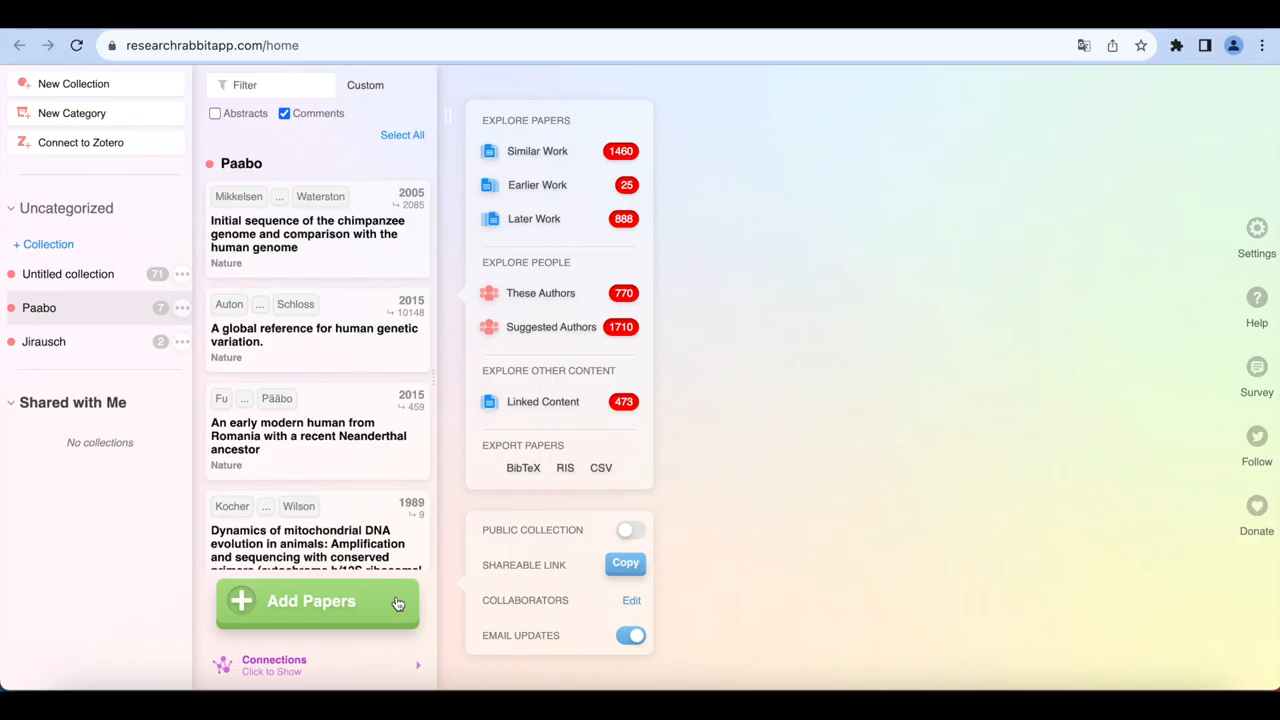 researchrabbitapp.com/home
New Collection
New Category
Connect to Zotero
Uncategorized
+ Collection
Untitled collection 71
Paabo 7
Jirausch 2
Shared with Me
No collections
Filter
Custom
Abstracts
Comments
Select All
Paabo
Mikkelsen ... Waterston 2005
2085
Initial sequence of the chimpanzee
genome and comparison with the
human genome
Nature
Auton ... Schloss 2015
10148
A global reference for human genetic
variation.
Nature
Fu ... Pääbo 2015
459
An early modern human from
Romania with a recent Neanderthal
ancestor
Nature
Kocher ... Wilson 1989
9
Dynamics of mitochondrial DNA
evolution in animals: Amplification
and sequencing with conserved
primers (cytochrome b/12S ribosomal
Add Papers
Connections
Click to Show
EXPLORE PAPERS
Similar Work 1460
Earlier Work 25
Later Work 888
EXPLORE PEOPLE
These Authors 770
Suggested Authors 1710
EXPLORE OTHER CONTENT
Linked Content 473
EXPORT PAPERS
BibTeX RIS CSV
PUBLIC COLLECTION
SHAREABLE LINK Copy
COLLABORATORS Edit
EMAIL UPDATES
Settings
Help
Survey
Follow
Donate